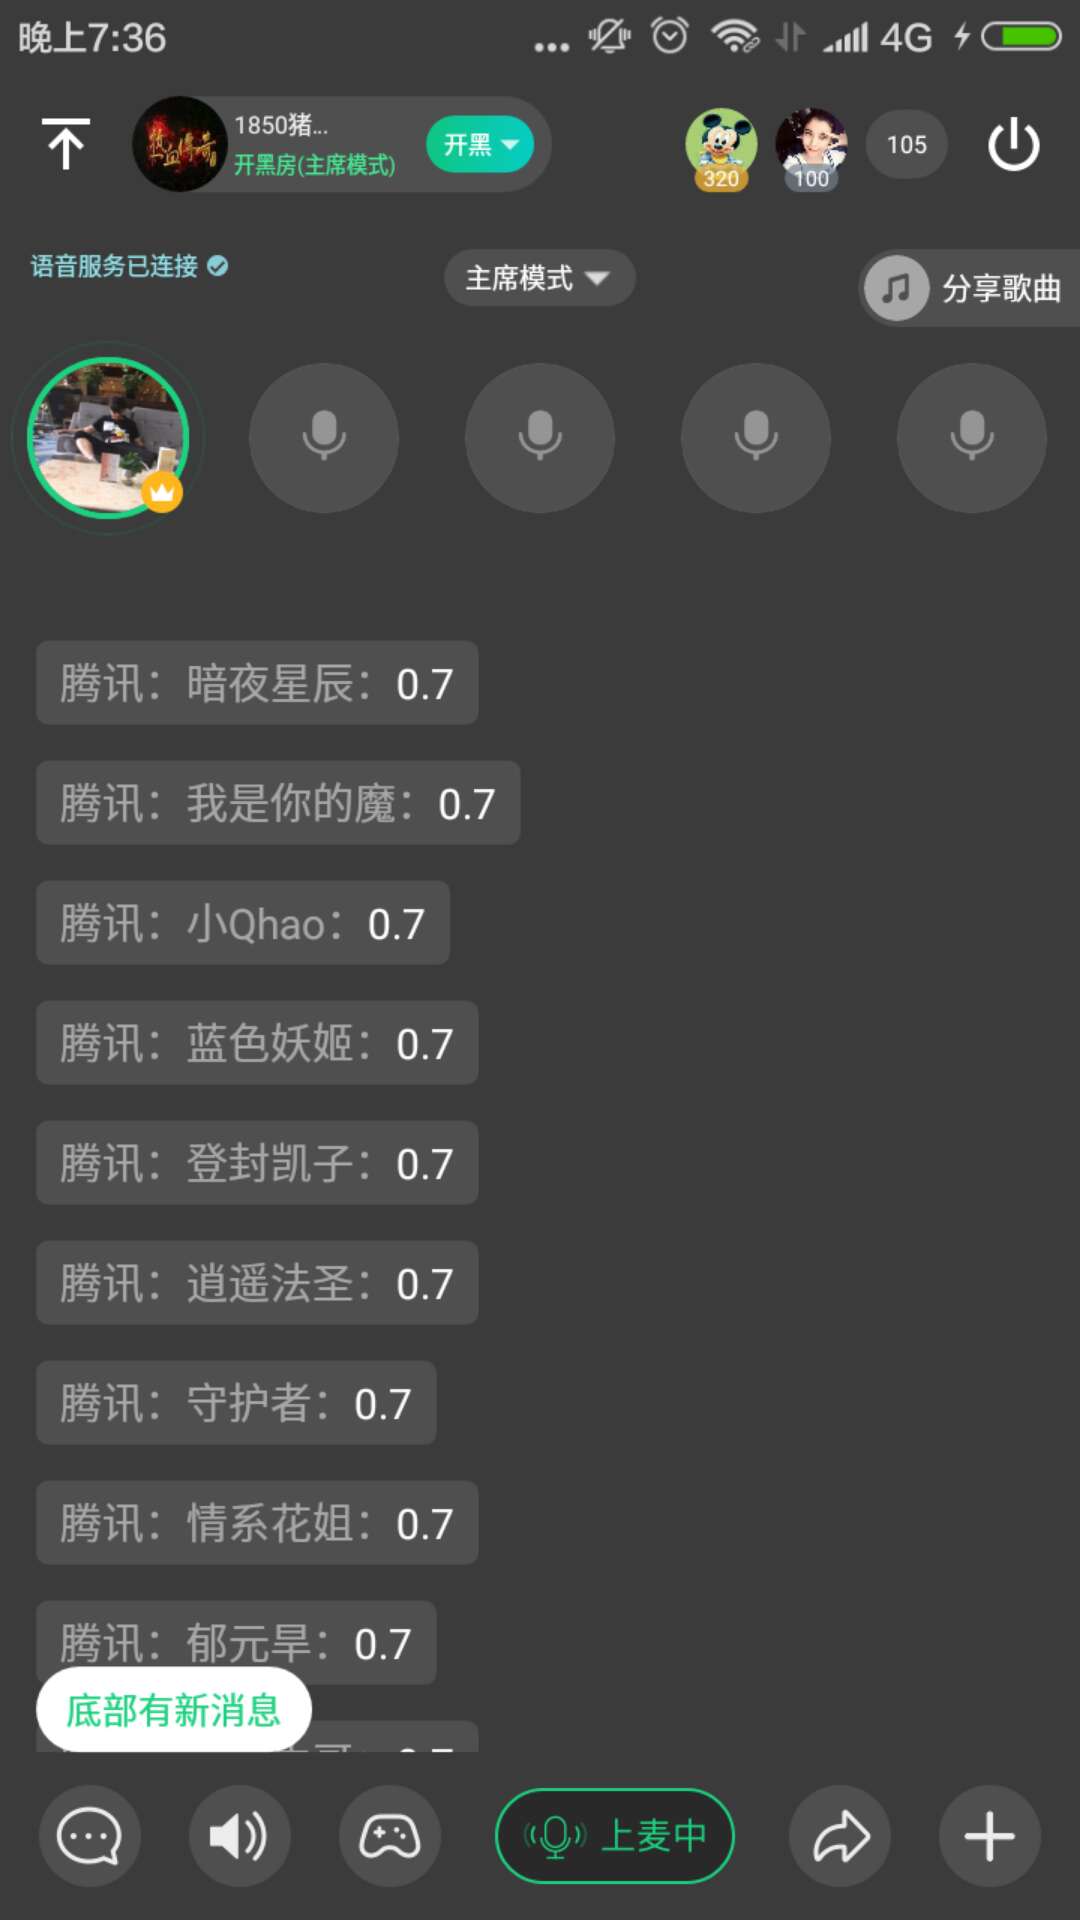 晚上7:36
4G
热血传奇
1850猪...
开黑房(主席模式)
开黑
320
100
105
语音服务已连接
主席模式
分享歌曲
腾讯：暗夜星辰：0.7
腾讯：我是你的魔：0.7
腾讯：小Qhao：0.7
腾讯：蓝色妖姬：0.7
腾讯：登封凯子：0.7
腾讯：逍遥法圣：0.7
腾讯：守护者：0.7
腾讯：情系花姐：0.7
腾讯：郁元旱：0.7
底部有新消息
上麦中